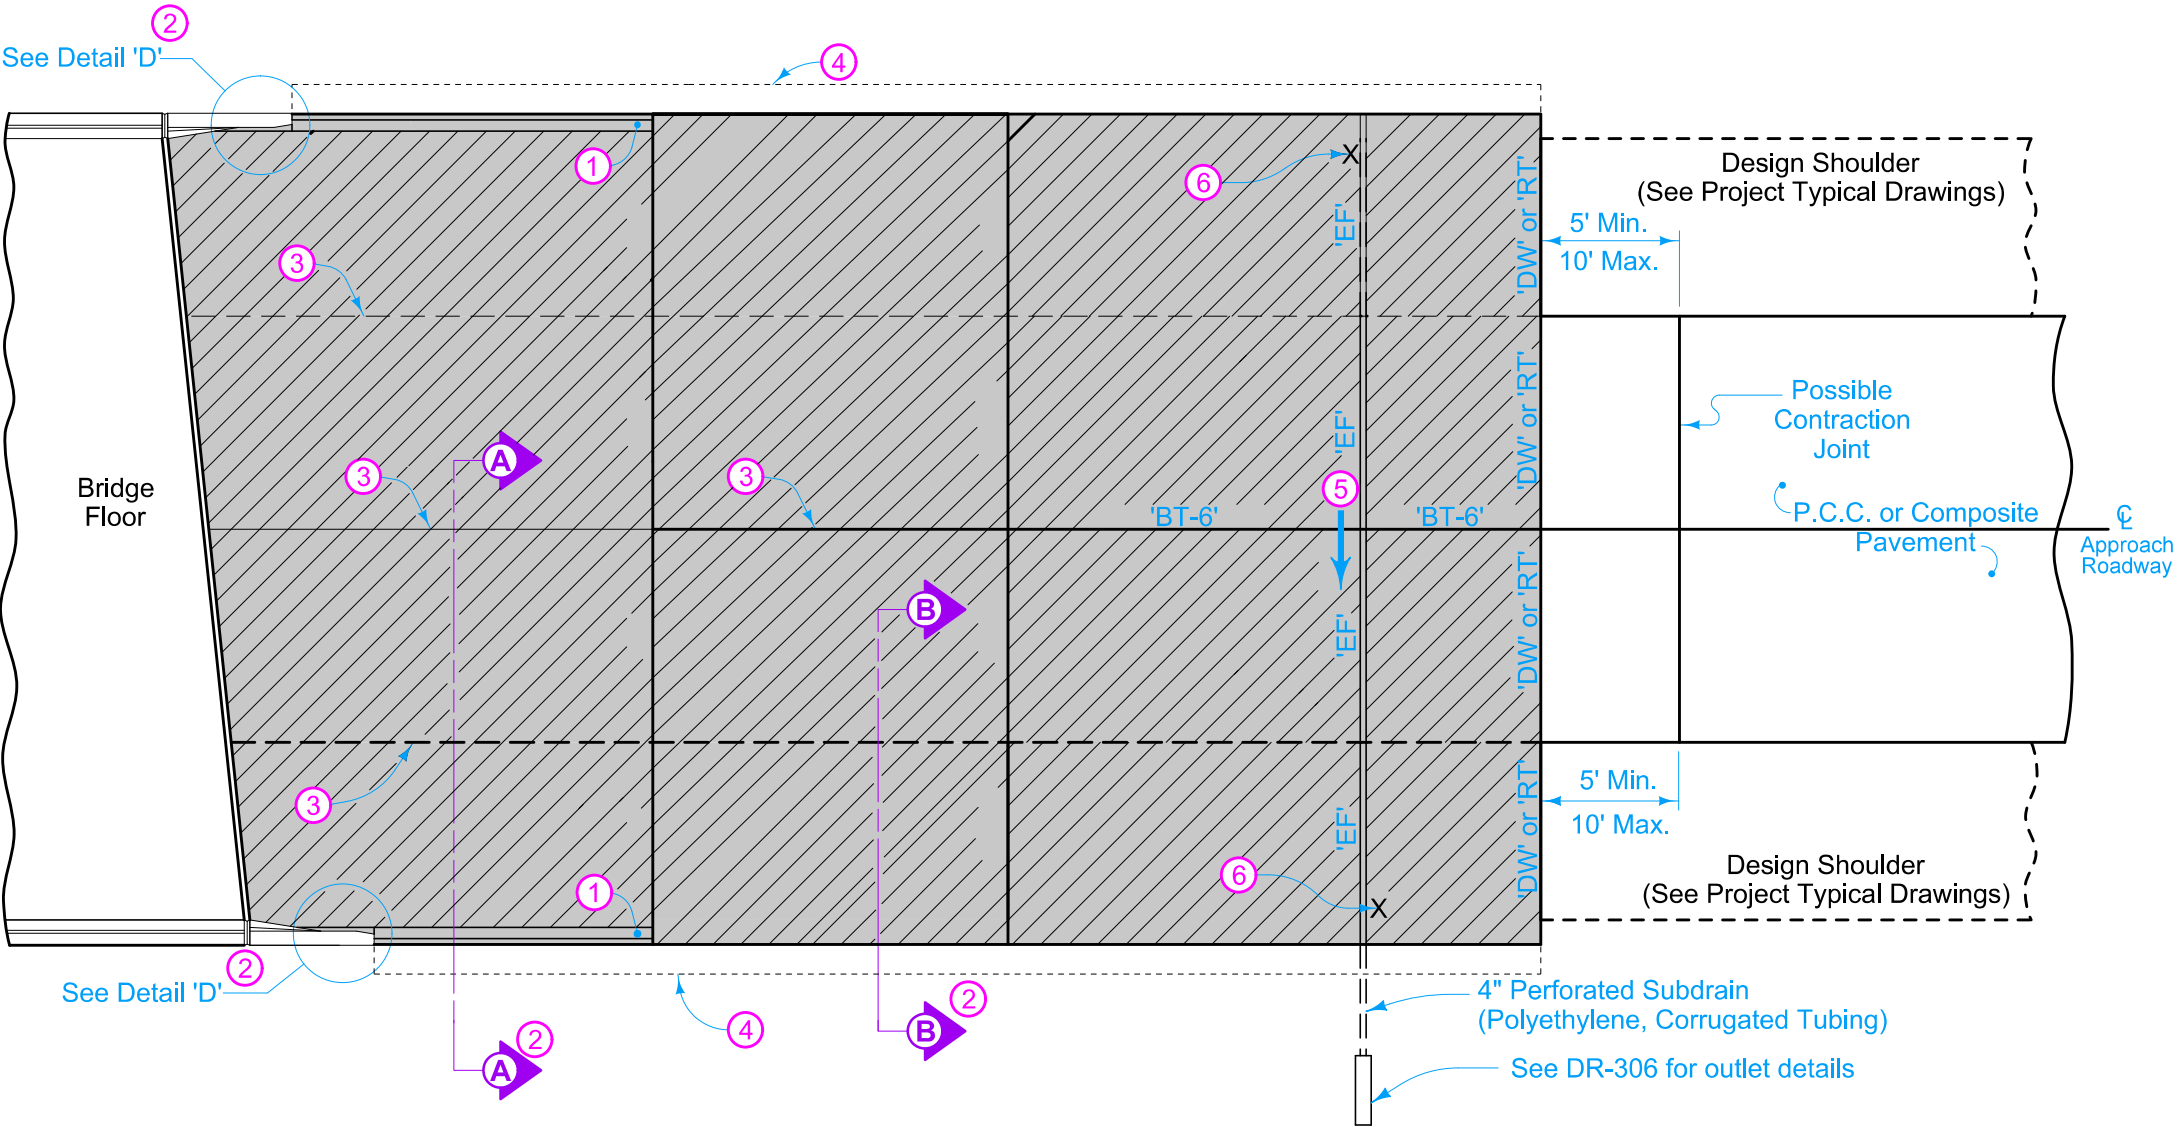 2
See Detail 'D'
4
1
6
'EF'
'DW' or 'RT'
Design Shoulder
(See Project Typical Drawings)
5' Min.
10' Max.
3
Bridge
Floor
3
A
3
'BT-6'
5
'EF'
'BT-6'
'DW' or 'RT'
Possible
Contraction
Joint
P.C.C. or Composite
Pavement
CL
Approach
Roadway
B
'EF'
'DW' or 'RT'
3
'EF'
'DW' or 'RT'
5' Min.
10' Max.
1
6
Design Shoulder
(See Project Typical Drawings)
2
See Detail 'D'
2
A
4
2
B
4" Perforated Subdrain
(Polyethylene, Corrugated Tubing)
See DR-306 for outlet details
X
X